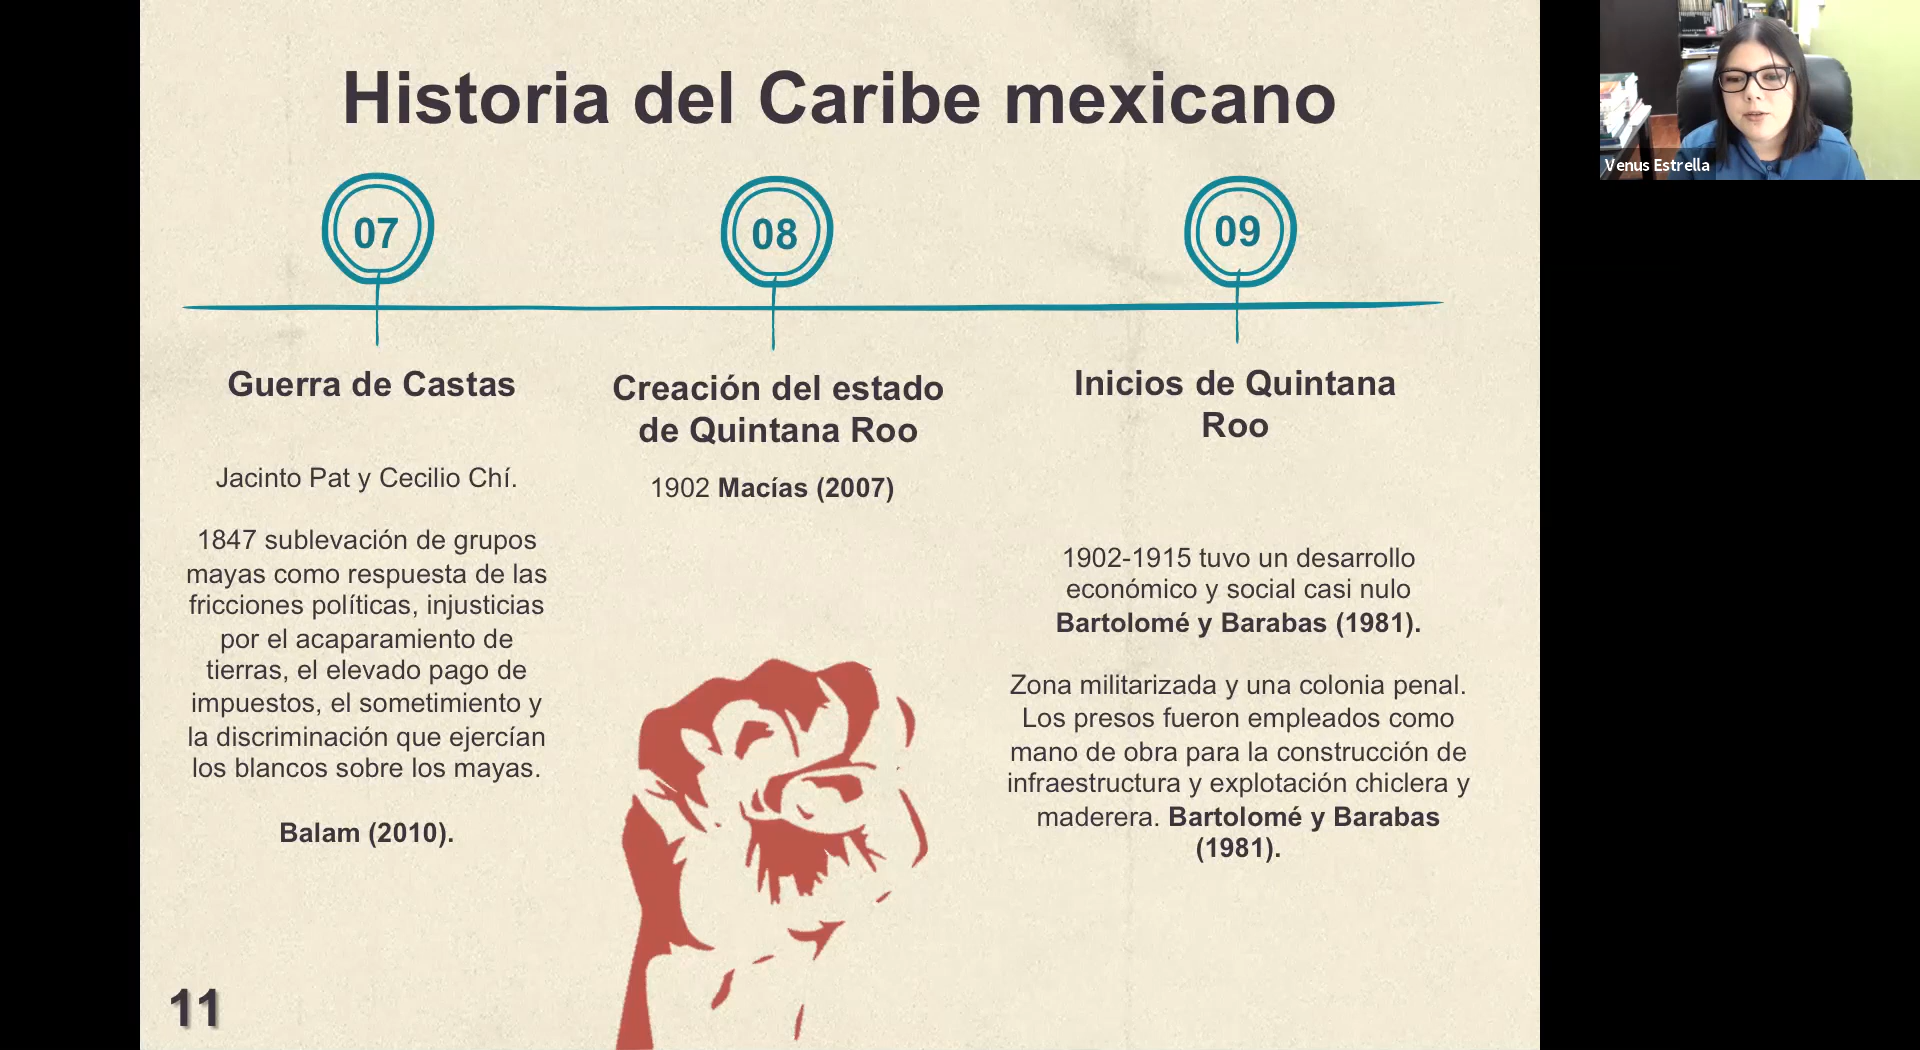 Historia del Caribe mexicano
07
08
09
Guerra de Castas
Jacinto Pat y Cecilio Chí.
1847 sublevación de grupos
mayas como respuesta de las
fricciones políticas, injusticias
por el acaparamiento de
tierras, el elevado pago de
impuestos, el sometimiento y
la discriminación que ejercían
los blancos sobre los mayas.
Balam (2010).
Creación del estado
de Quintana Roo
1902 Macías (2007)
Inicios de Quintana
Roo
1902-1915 tuvo un desarrollo
económico y social casi nulo
Bartolomé y Barabas (1981).
Zona militarizada y una colonia penal.
Los presos fueron empleados como
mano de obra para la construcción de
infraestructura y explotación chiclera y
maderera. Bartolomé y Barabas
(1981).
11
Venus Estrella